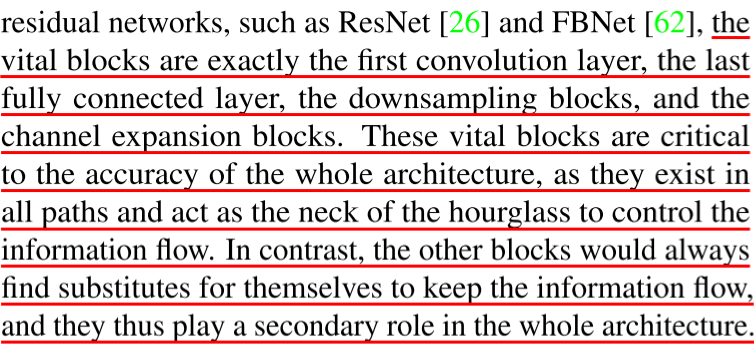 residual networks, such as ResNet [26] and FBNet [62], the
vital blocks are exactly the first convolution layer, the last
fully connected layer, the downsampling blocks, and the
channel expansion blocks. These vital blocks are critical
to the accuracy of the whole architecture, as they exist in
all paths and act as the neck of the hourglass to control the
information flow. In contrast, the other blocks would always
find substitutes for themselves to keep the information flow,
and they thus play a secondary role in the whole architecture.